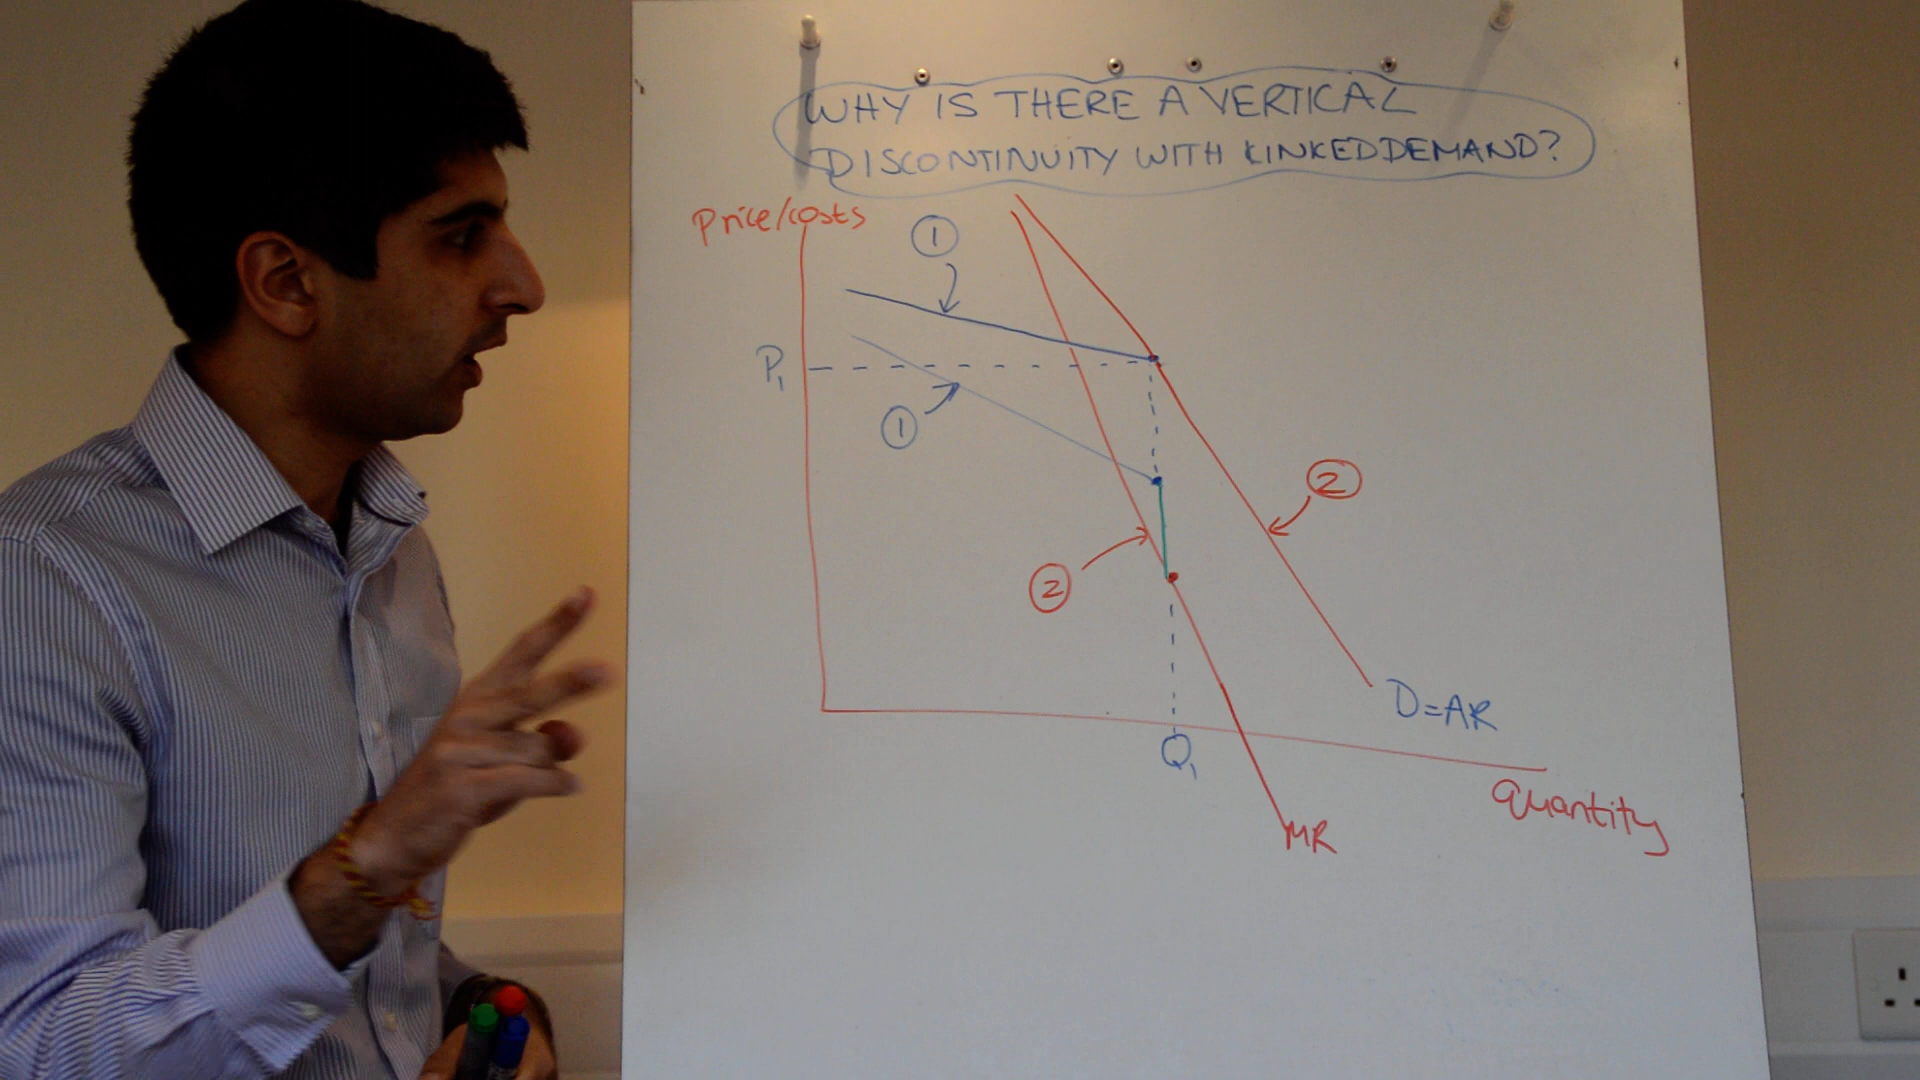 WHY IS THERE A VERTICAL
DISCONTINUITY WITH KINKED DEMAND?
Price/costs
1
P1
1
2
2
D=AR
Q1
Quantity
MR